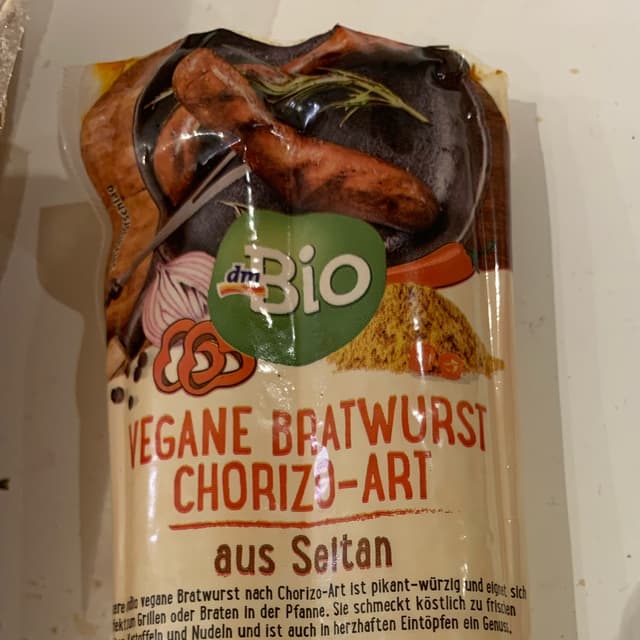 dm
Bio
VEGANE BRATWURST
CHORIZO-ART
aus Seitan
vegane Bratwurst nach Chorizo-Art ist pikant-würzig und eignet sich
Grillen oder Braten in der Pfanne. Sie schmeckt köstlich zu frischen
und Nudeln und ist auch in herzhaften Eintöpfen ein Genuss.